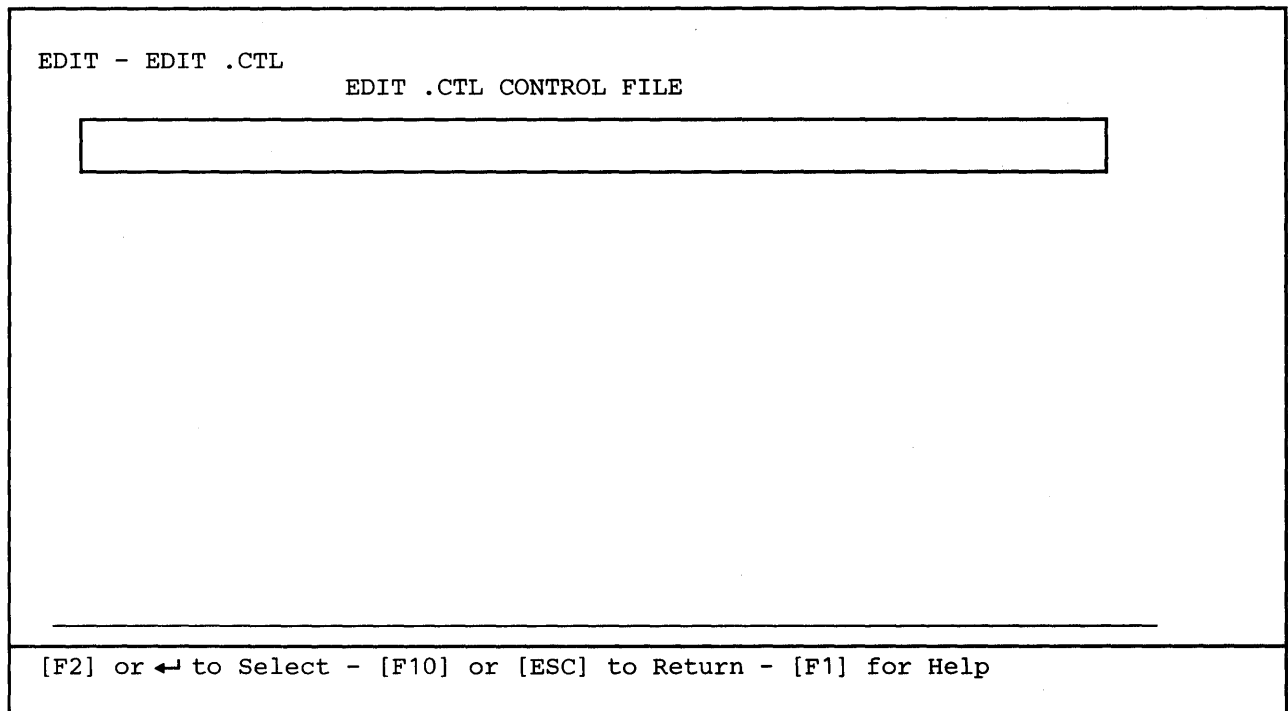 EDIT - EDIT .CTL
EDIT .CTL CONTROL FILE
[F2] or ↵ to Select - [F10] or [ESC] to Return - [F1] for Help